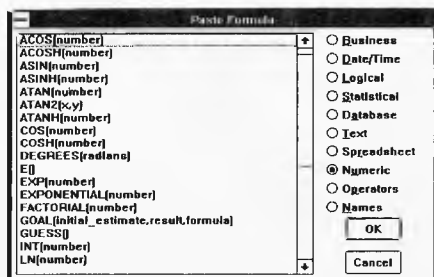 Paste Formula
ACOS(number)
ACOSH(number)
ASIN(number)
ASINH(number)
ATAN(number)
ATAN2(x,y)
ATANH(number)
COS(number)
COSH(number)
DEGREES(radians)
E()
EXP(number)
EXPONENTIAL(number)
FACTORIAL(number)
GOAL(initial_estimate,result,formula)
GUESS()
INT(number)
LN(number)
Business
Date/Time
Logical
Statistical
Database
Text
Spreadsheet
Numeric
Operators
Names
OK
Cancel